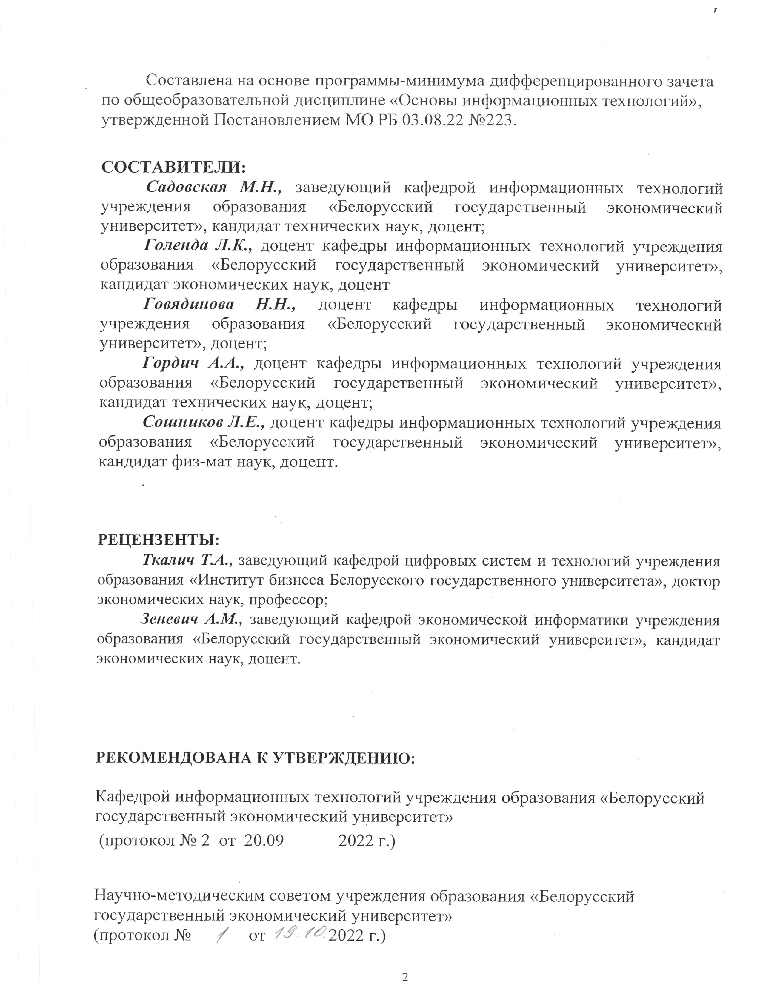 Составлена на основе программы-минимума дифференцированного зачета
по общеобразовательной дисциплине «Основы информационных технологий»,
утвержденной Постановлением МО РБ 03.08.22 №223.
СОСТАВИТЕЛИ:
Садовская М.Н., заведующий кафедрой информационных технологий
учреждения образования «Белорусский государственный экономический
университет», кандидат технических наук, доцент;
Голенда Л.К., доцент кафедры информационных технологий учреждения
образования «Белорусский государственный экономический университет»,
кандидат экономических наук, доцент
Говядинова Н.Н., доцент кафедры информационных технологий
учреждения образования «Белорусский государственный экономический
университет», доцент;
Гордич А.А., доцент кафедры информационных технологий учреждения
образования «Белорусский государственный экономический университет»,
кандидат технических наук, доцент;
Сошников Л.Е., доцент кафедры информационных технологий учреждения
образования «Белорусский государственный экономический университет»,
кандидат физ-мат наук, доцент.
РЕЦЕНЗЕНТЫ:
Ткалич Т.А., заведующий кафедрой цифровых систем и технологий учреждения
образования «Институт бизнеса Белорусского государственного университета», доктор
экономических наук, профессор;
Зеневич А.М., заведующий кафедрой экономической информатики учреждения
образования «Белорусский государственный экономический университет», кандидат
экономических наук, доцент.
РЕКОМЕНДОВАНА К УТВЕРЖДЕНИЮ:
Кафедрой информационных технологий учреждения образования «Белорусский
государственный экономический университет»
(протокол № 2 от 20.09 2022 г.)
Научно-методическим советом учреждения образования «Белорусский
государственный экономический университет»
(протокол № 1 от 19.10.2022 г.)
2